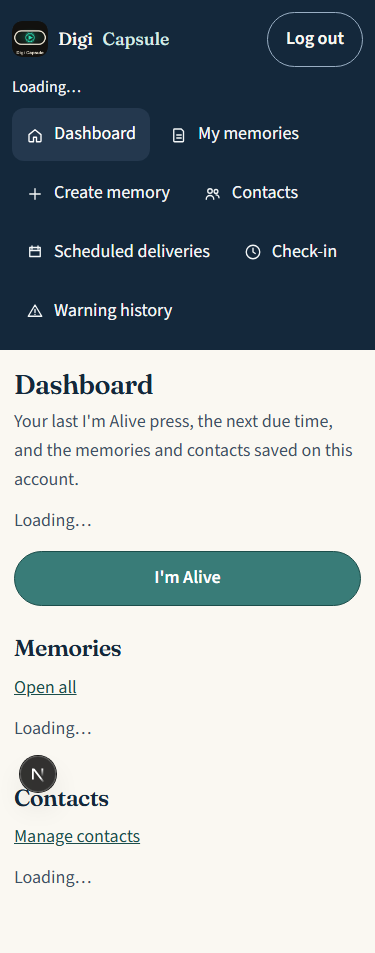 Digi Capsule
Digi Capsule
Log out
Loading…
Dashboard
My memories
Create memory
Contacts
Scheduled deliveries
Check-in
Warning history
Dashboard
Your last I'm Alive press, the next due time,
and the memories and contacts saved on this
account.
Loading…
I'm Alive
Memories
Open all
Loading…
N
Contacts
Manage contacts
Loading…